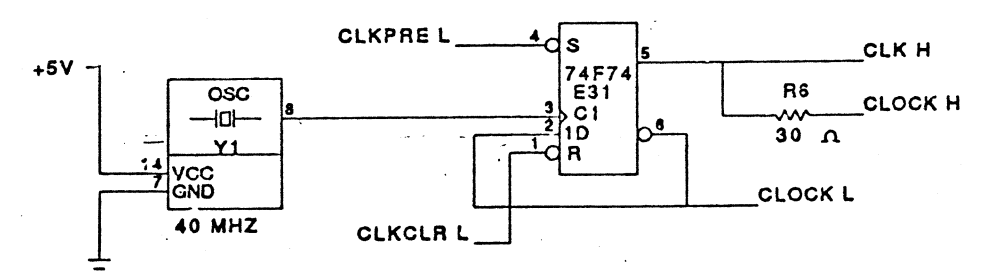 CLKPRE L
4
S
5
CLK H
+5V
74F74
E31
R6
OSC
8
3
C1
CLOCK H
2
1D
6
30 Ω
Y1
1
R
14
VCC
7
GND
CLOCK L
40 MHZ
CLKCLR L